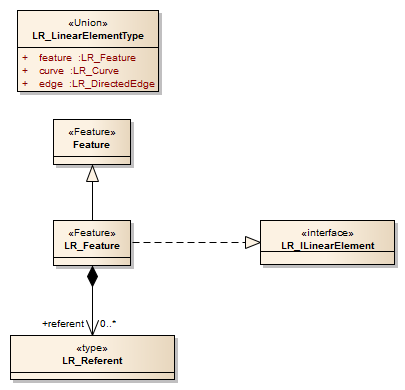 «Union»
LR_LinearElementType
+ feature :LR_Feature
+ curve :LR_Curve
+ edge :LR_DirectedEdge
«Feature»
Feature
«Feature»
LR_Feature
«interface»
LR_ILinearElement
+referent 0..*
«type»
LR_Referent